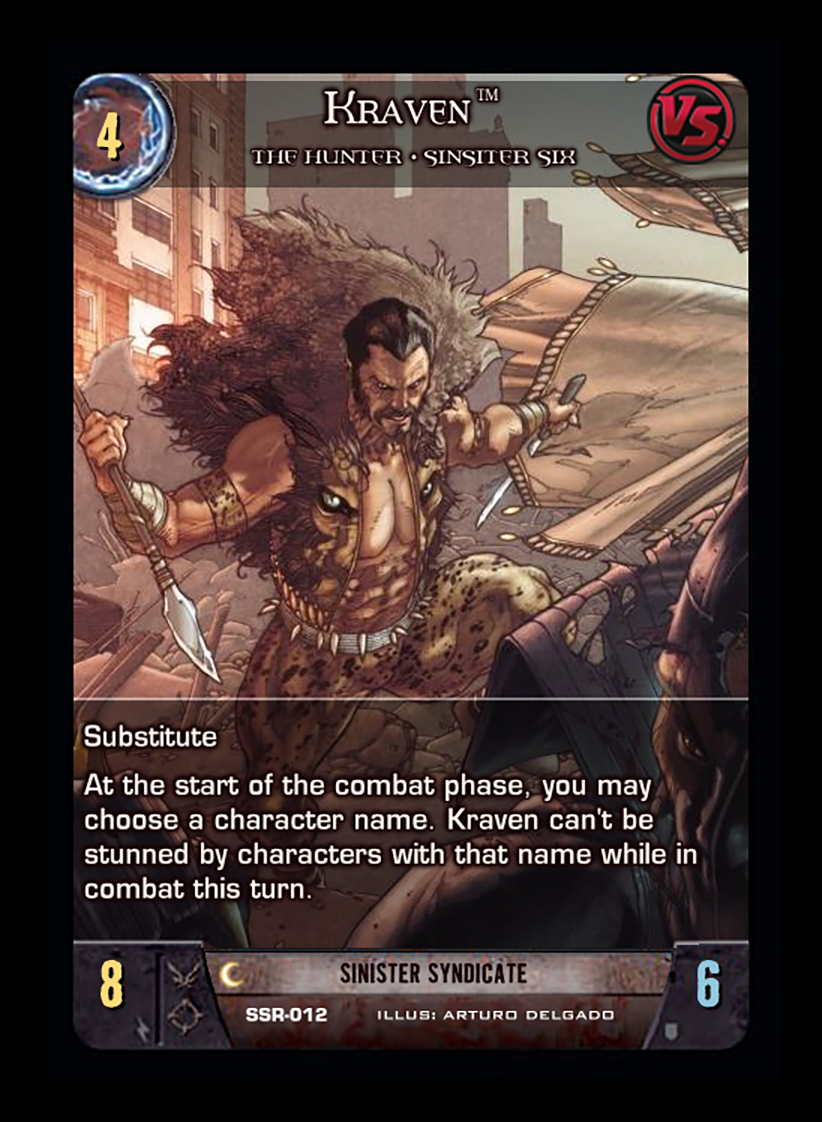 4
Kraven™
VS.
The Hunter • Sinsiter Six
Substitute
At the start of the combat phase, you may
choose a character name. Kraven can't be
stunned by characters with that name while in
combat this turn.
8
SINISTER SYNDICATE
6
SSR-012
ILLUS: ARTURO DELGADO